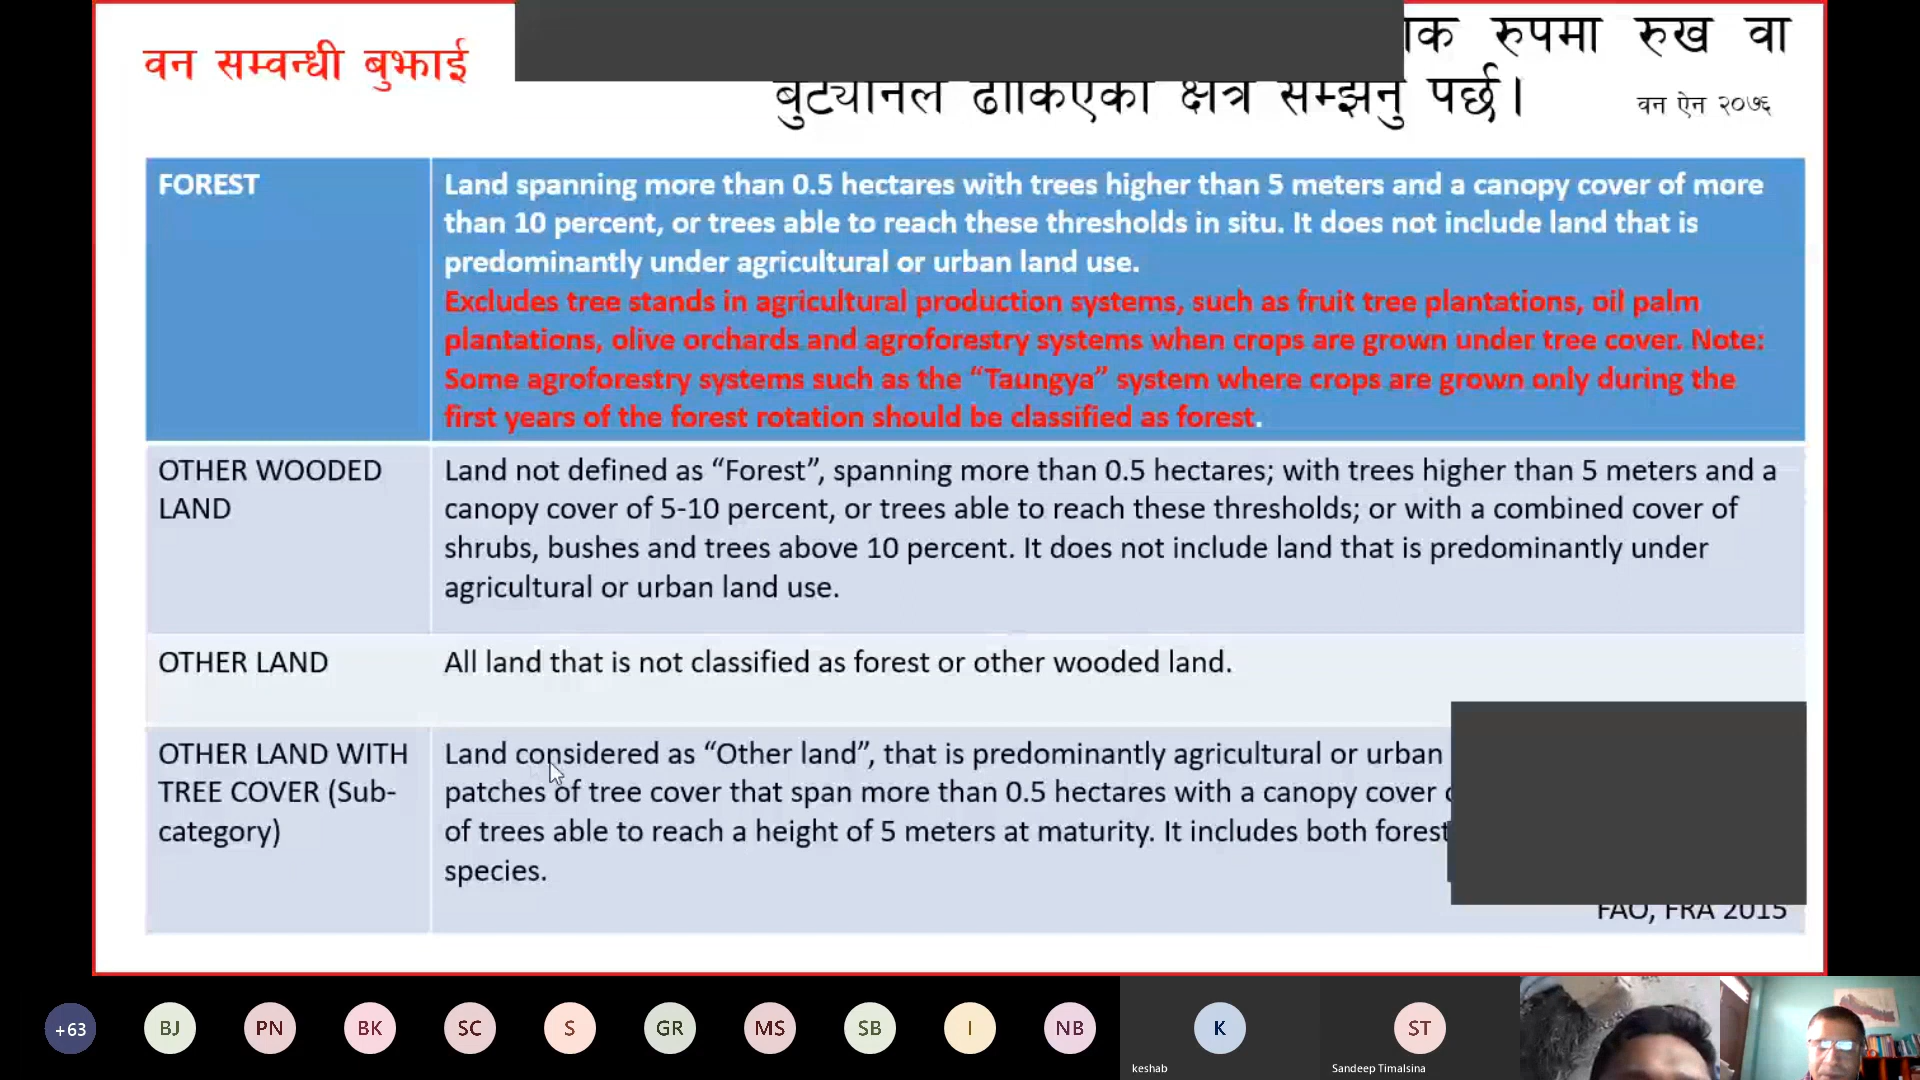 वन सम्वन्धी बुझाई
रुपमा रुख वा
ढाकिएको क्षेत्र सम्झनु पर्छ।
वन ऐन २०७६
FOREST
Land spanning more than 0.5 hectares with trees higher than 5 meters and a canopy cover of more
than 10 percent, or trees able to reach these thresholds in situ. It does not include land that is
predominantly under agricultural or urban land use.
Excludes tree stands in agricultural production systems, such as fruit tree plantations, oil palm
plantations, olive orchards and agroforestry systems when crops are grown under tree cover. Note:
Some agroforestry systems such as the “Taungya” system where crops are grown only during the
first years of the forest rotation should be classified as forest.
OTHER WOODED
LAND
Land not defined as “Forest”, spanning more than 0.5 hectares; with trees higher than 5 meters and a
canopy cover of 5-10 percent, or trees able to reach these thresholds; or with a combined cover of
shrubs, bushes and trees above 10 percent. It does not include land that is predominantly under
agricultural or urban land use.
OTHER LAND
All land that is not classified as forest or other wooded land.
OTHER LAND WITH
TREE COVER (Sub-
category)
Land considered as “Other land”, that is predominantly agricultural or urban
patches of tree cover that span more than 0.5 hectares with a canopy cover
of trees able to reach a height of 5 meters at maturity. It includes both forest
species.
FAO, FRA 2015
+63
BJ
PN
BK
SC
S
GR
MS
SB
I
NB
K
keshab
ST
Sandeep Timalsina